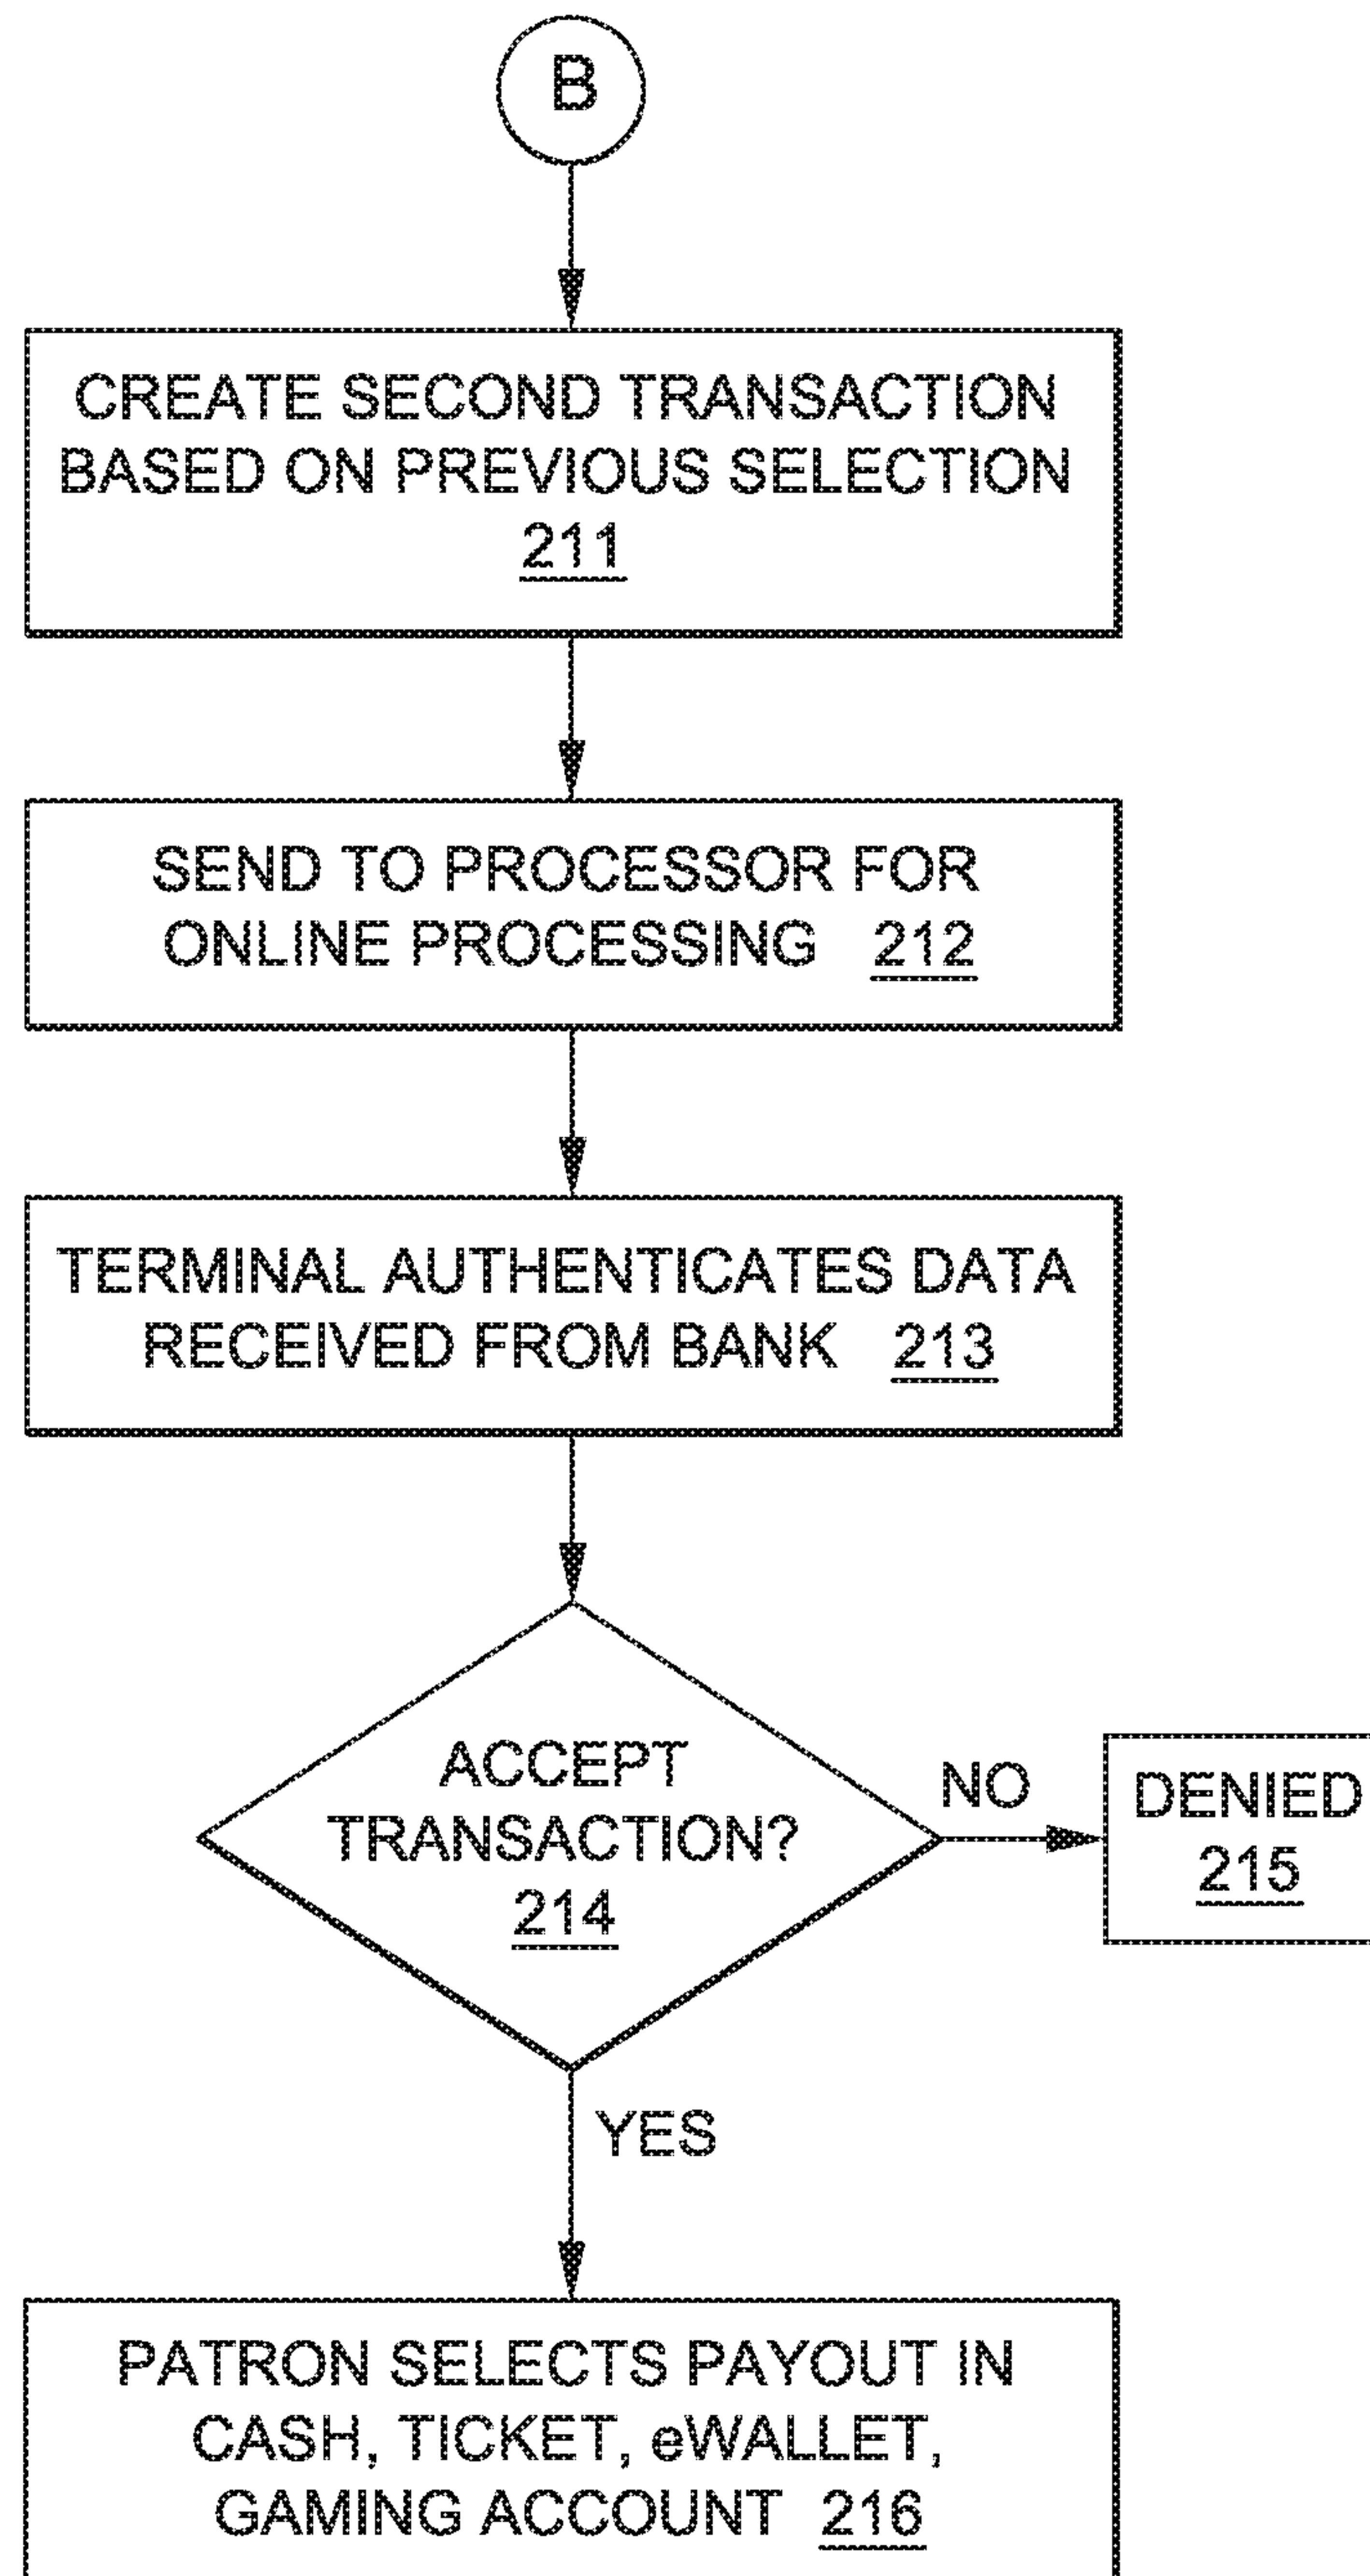 B
CREATE SECOND TRANSACTION
BASED ON PREVIOUS SELECTION
211
SEND TO PROCESSOR FOR
ONLINE PROCESSING 212
TERMINAL AUTHENTICATES DATA
RECEIVED FROM BANK 213
ACCEPT
TRANSACTION?
214
NO
DENIED
215
YES
PATRON SELECTS PAYOUT IN
CASH, TICKET, eWALLET,
GAMING ACCOUNT 216